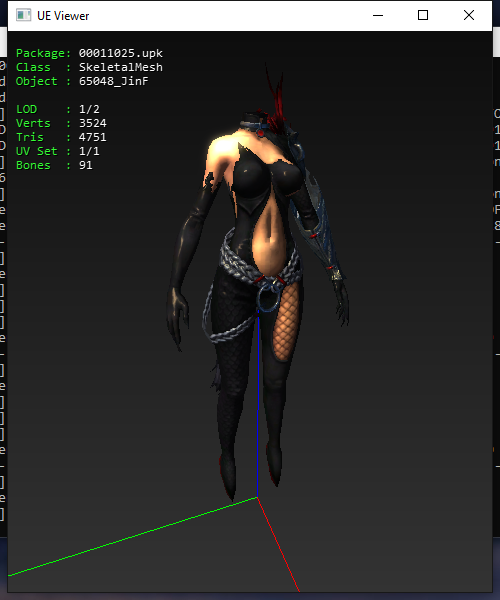 UE Viewer
Package: 00011025.upk
Class : SkeletalMesh
Object : 65048_JinF
LOD : 1/2
Verts : 3524
Tris : 4751
UV Set : 1/1
Bones : 91